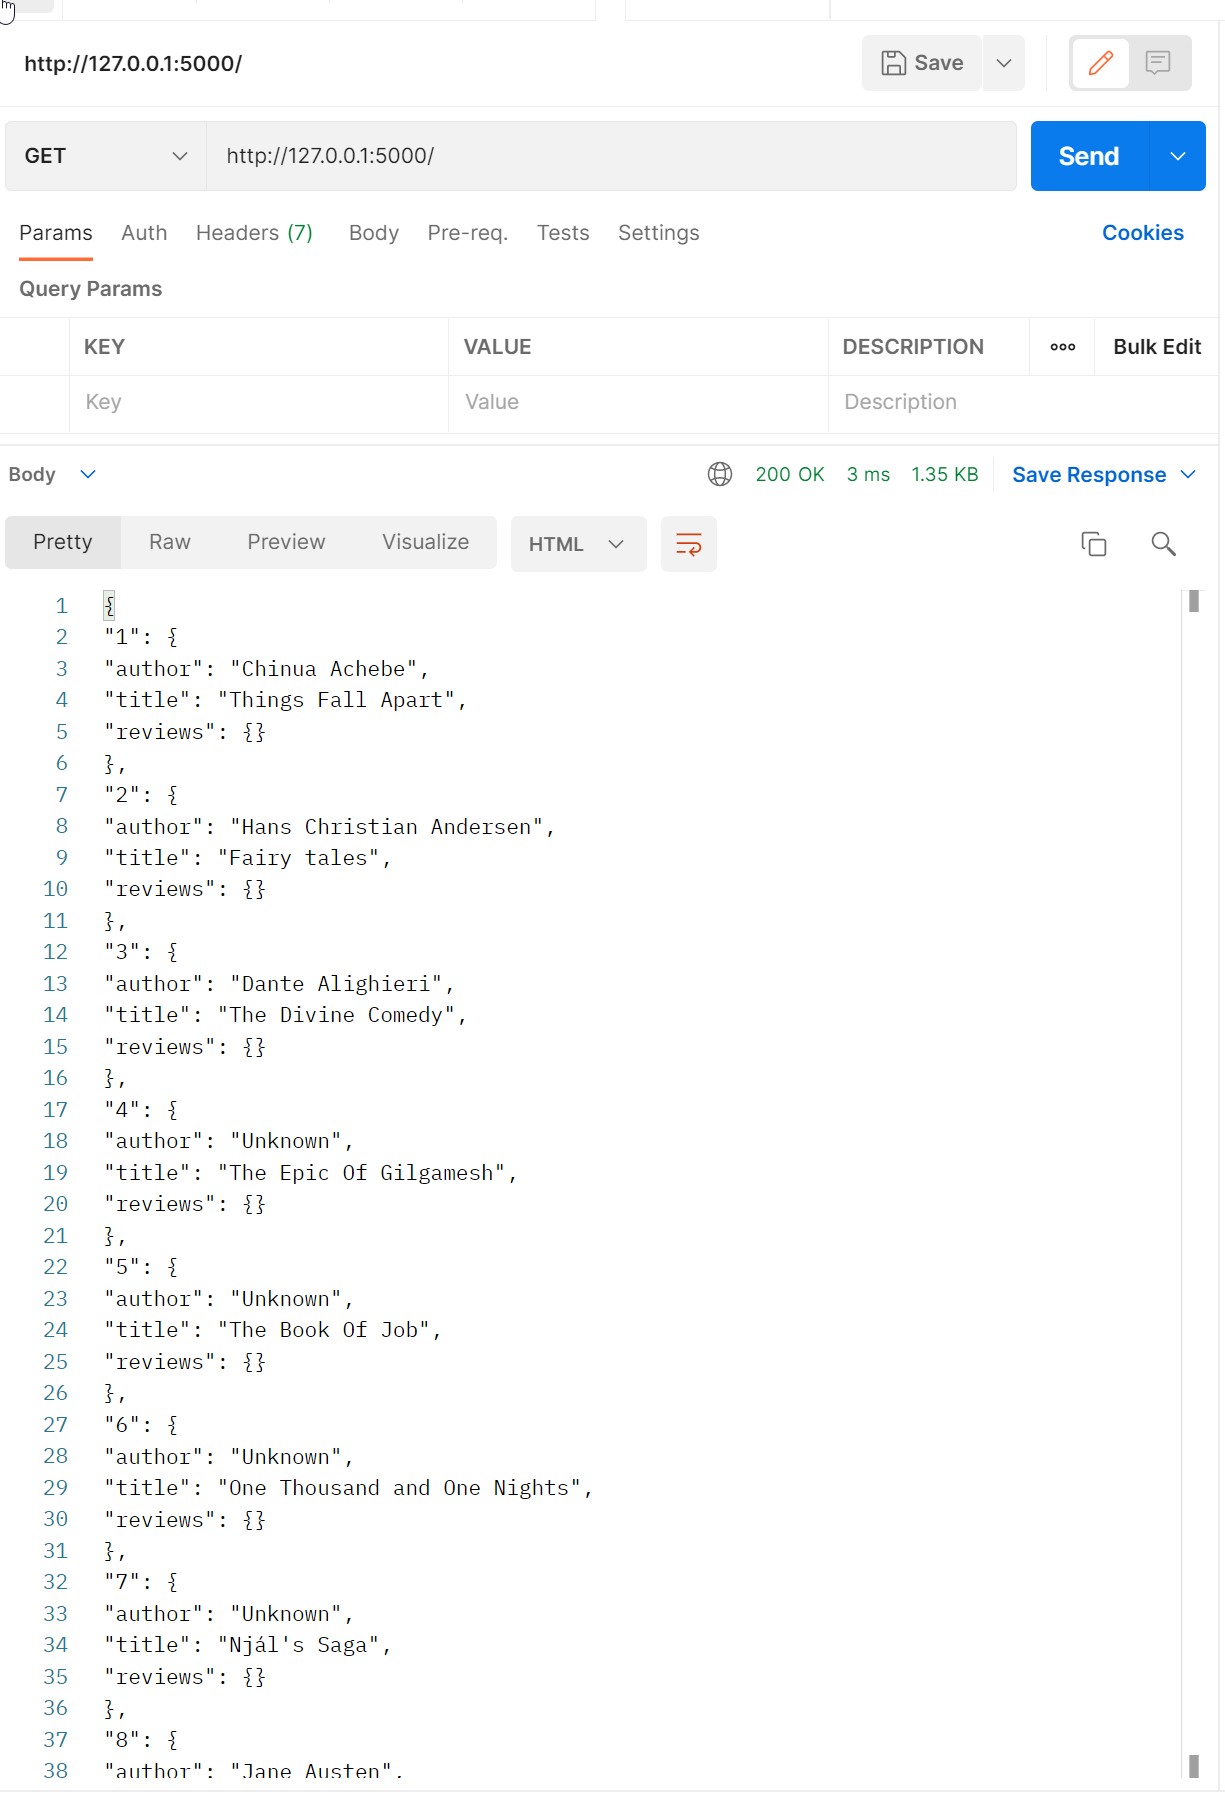 http://127.0.0.1:5000/
Save
GET
http://127.0.0.1:5000/
Send
Params Auth Headers (7) Body Pre-req. Tests Settings Cookies
Query Params
KEY VALUE DESCRIPTION ooo Bulk Edit
Key Value Description
Body 200 OK 3 ms 1.35 KB Save Response
Pretty Raw Preview Visualize HTML
1 {
2 "1": {
3 "author": "Chinua Achebe",
4 "title": "Things Fall Apart",
5 "reviews": {}
6 },
7 "2": {
8 "author": "Hans Christian Andersen",
9 "title": "Fairy tales",
10 "reviews": {}
11 },
12 "3": {
13 "author": "Dante Alighieri",
14 "title": "The Divine Comedy",
15 "reviews": {}
16 },
17 "4": {
18 "author": "Unknown",
19 "title": "The Epic Of Gilgamesh",
20 "reviews": {}
21 },
22 "5": {
23 "author": "Unknown",
24 "title": "The Book Of Job",
25 "reviews": {}
26 },
27 "6": {
28 "author": "Unknown",
29 "title": "One Thousand and One Nights",
30 "reviews": {}
31 },
32 "7": {
33 "author": "Unknown",
34 "title": "Njál's Saga",
35 "reviews": {}
36 },
37 "8": {
38 "author": "Jane Austen",